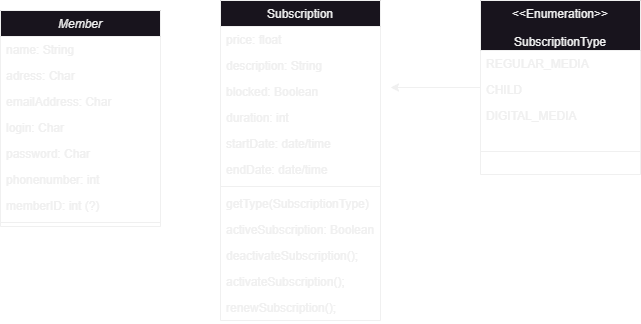 Member
name: String
adress: Char
emailAddress: Char
login: Char
password: Char
phonenumber: int
memberID: int (?)
Subscription
price: float
description: String
blocked: Boolean
duration: int
startDate: date/time
endDate: date/time
getType(SubscriptionType)
activeSubscription: Boolean
deactivateSubscription();
activateSubscription();
renewSubscription();
<<Enumeration>>
SubscriptionType
REGULAR_MEDIA
CHILD
DIGITAL_MEDIA